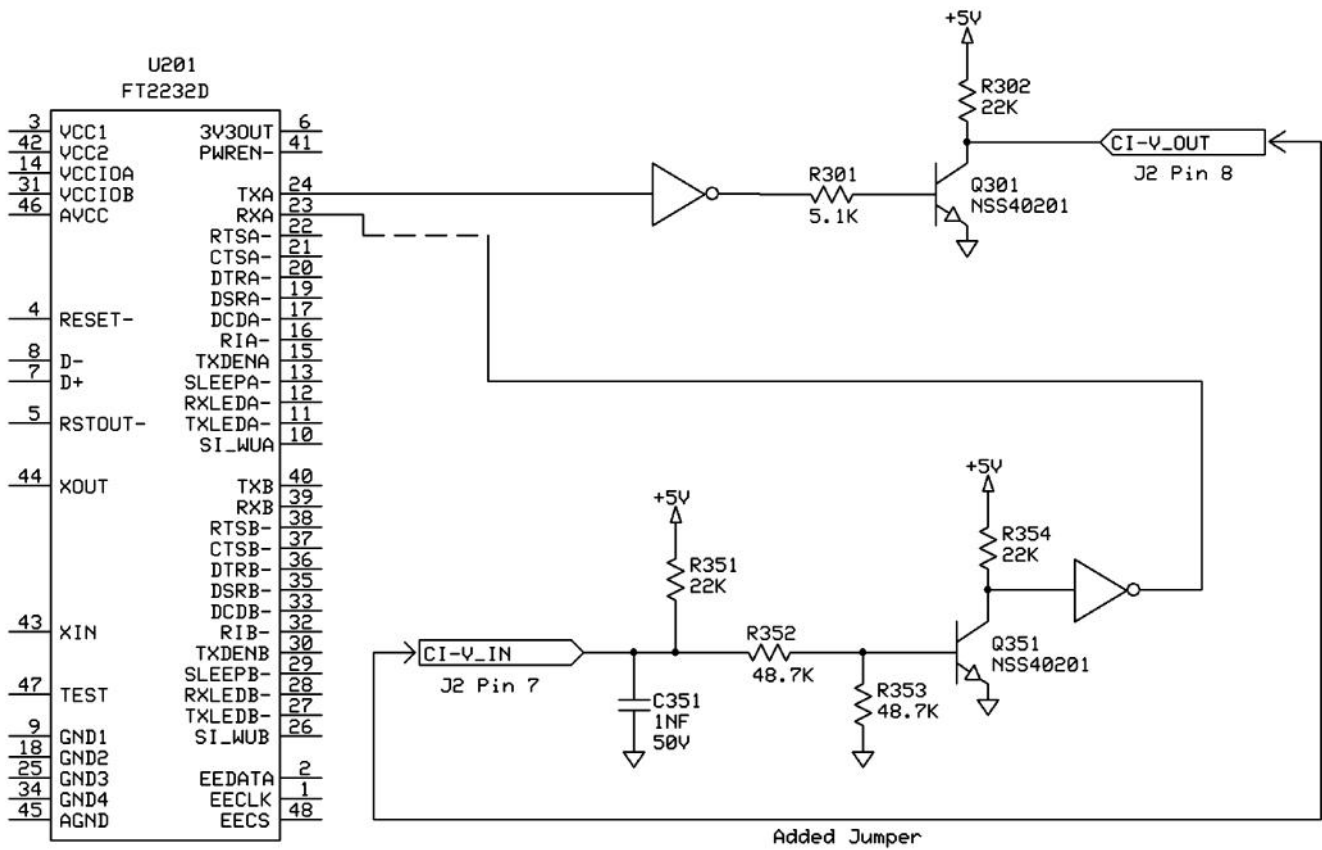 U201
FT2232D
3 VCC1
42 VCC2
14 VCCIOA
31 VCCIOB
46 AVCC
4 RESET-
8 D-
7 D+
5 RSTOUT-
44 XOUT
43 XIN
47 TEST
9 GND1
18 GND2
25 GND3
34 GND4
45 AGND
3V3OUT 6
PWREN- 41
TXA 24
RXA 23
RTSA- 22
CTSA- 21
DTRA- 20
DSRA- 19
DCDA- 17
RIA- 16
TXDENA 15
SLEEPA- 13
RXLEDA- 12
TXLEDA- 11
SI_WUA 10
TXB 40
RXB 39
RTSB- 38
CTSB- 37
DTRB- 36
DSRB- 35
DCDB- 33
RIB- 32
TXDENB 30
SLEEPB- 29
RXLEDB- 28
TXLEDB- 27
SI_WUB 26
EEDATA 2
EECLK 1
EECS 48
+5V
R302
22K
CI-V_OUT
J2 Pin 8
R301
5.1K
Q301
NSS40201
+5V
R351
22K
+5V
R354
22K
CI-V_IN
J2 Pin 7
R352
48.7K
R353
48.7K
Q351
NSS40201
C351
1NF
50V
Added Jumper